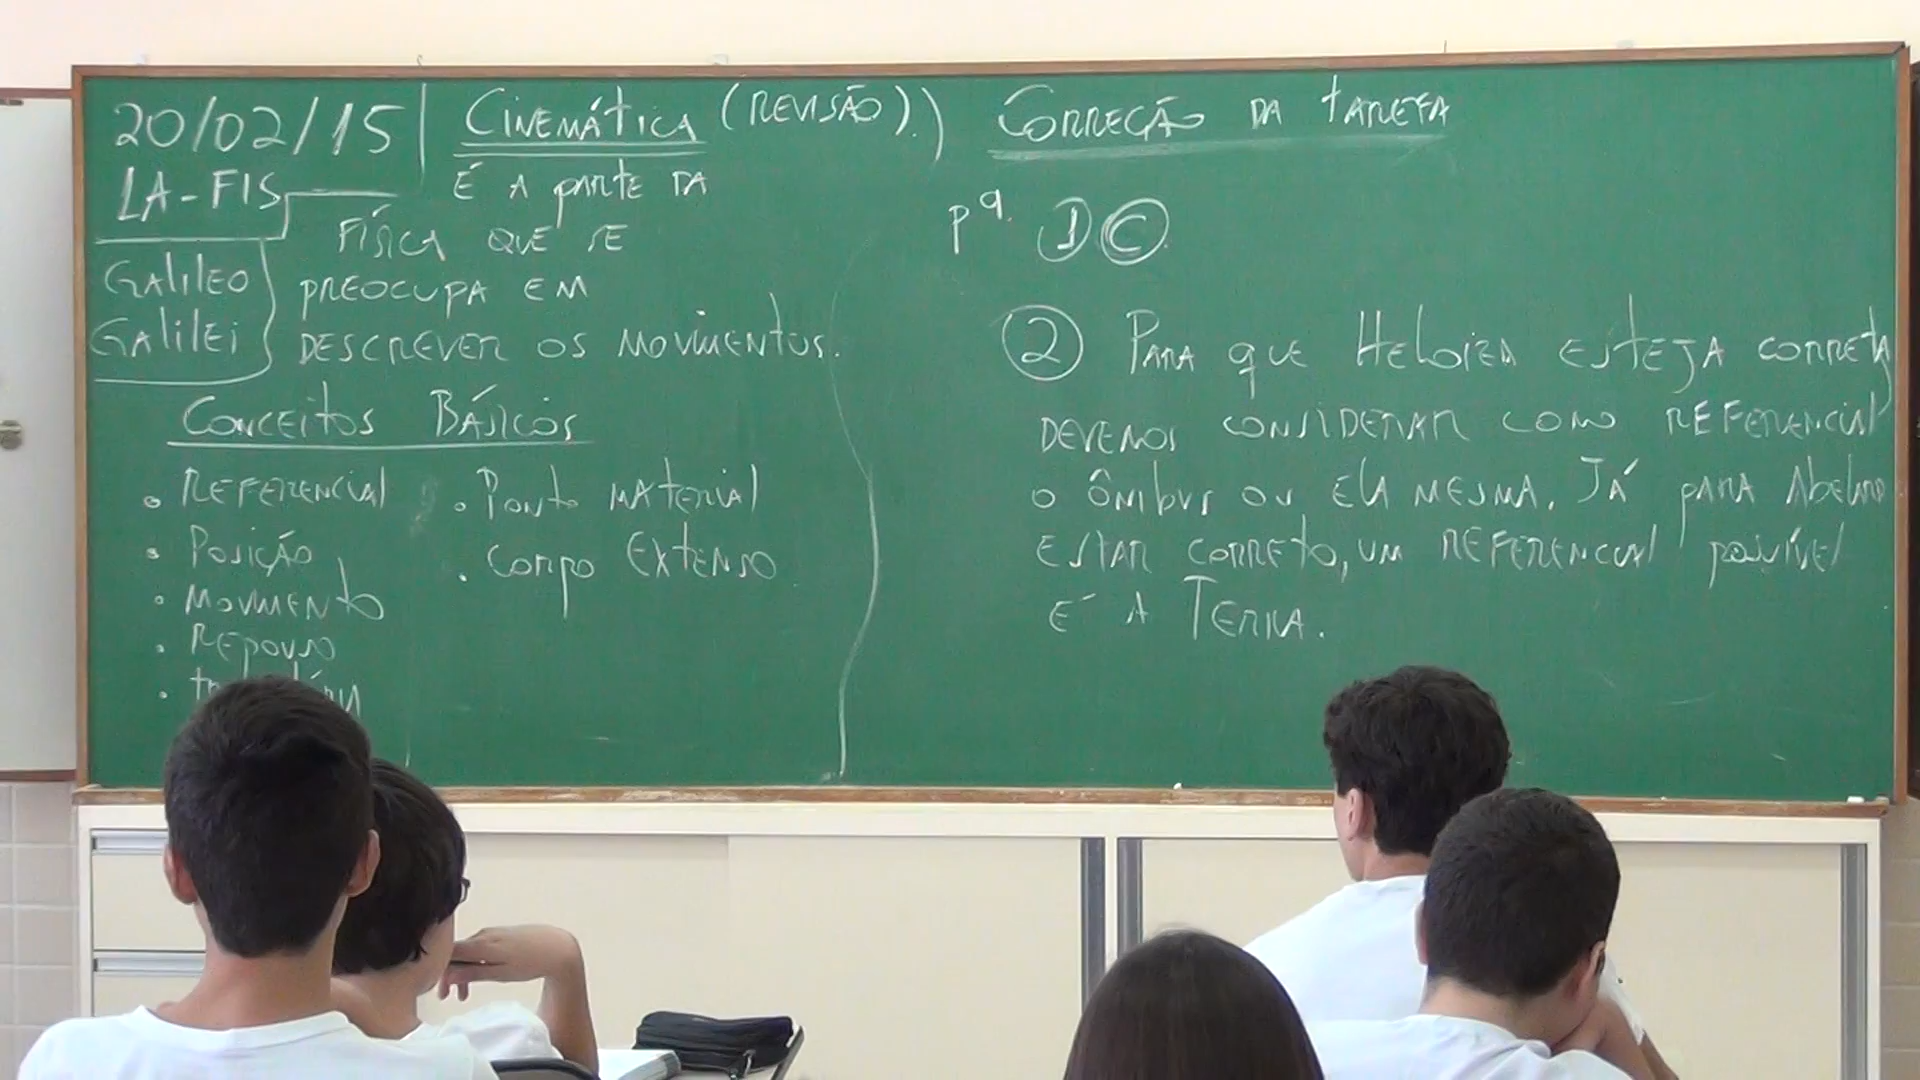 20/02/15
LA-FIS
Galileo
Galilei
Cinemática (REVISÃO).
É A PARTE DA
FÍSICA QUE SE
PREOCUPA EM
DESCREVER OS MOVIMENTOS.
Conceitos Básicos
• REFERENCIAL
• Posição
• MOVIMENTO
• REPOUSO
• Ponto MATERIAL
• Corpo Extenso
Correção da tarefa
1 C
2 Para que Heloisa esteja correta
DEVEMOS CONSIDERAR COMO REFERENCIAL
o ônibus ou ELA MESMA. JÁ para Abelardo
ESTAR CORRETO, UM REFERENCIAL possível
É A TERRA.